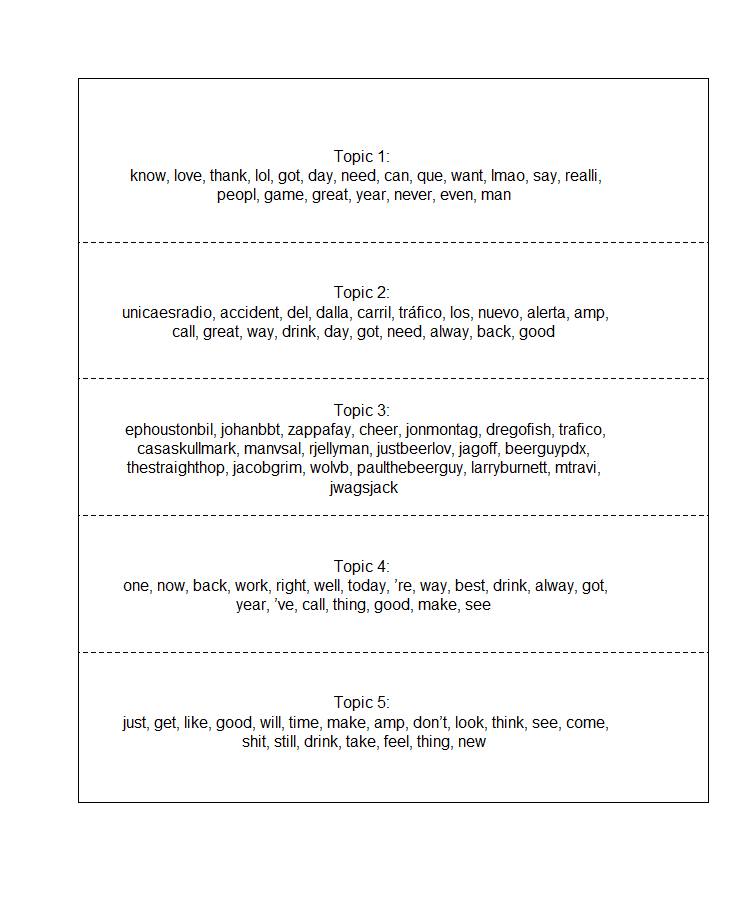 Topic 1:
know, love, thank, lol, got, day, need, can, que, want, lmao, say, realli,
peopl, game, great, year, never, even, man
Topic 2:
unicaesradio, accident, del, dalla, carril, tráfico, los, nuevo, alerta, amp,
call, great, way, drink, day, got, need, alway, back, good
Topic 3:
ephoustonbil, johanbbt, zappafay, cheer, jonmontag, dregofish, trafico,
casaskullmark, manvsal, rjellyman, justbeerlov, jagoff, beerguypdx,
thestraighthop, jacobgrim, wolvb, paulthebeerguy, larryburnett, mtravi,
jwagsjack
Topic 4:
one, now, back, work, right, well, today, ’re, way, best, drink, alway, got,
year, ’ve, call, thing, good, make, see
Topic 5:
just, get, like, good, will, time, make, amp, don’t, look, think, see, come,
shit, still, drink, take, feel, thing, new